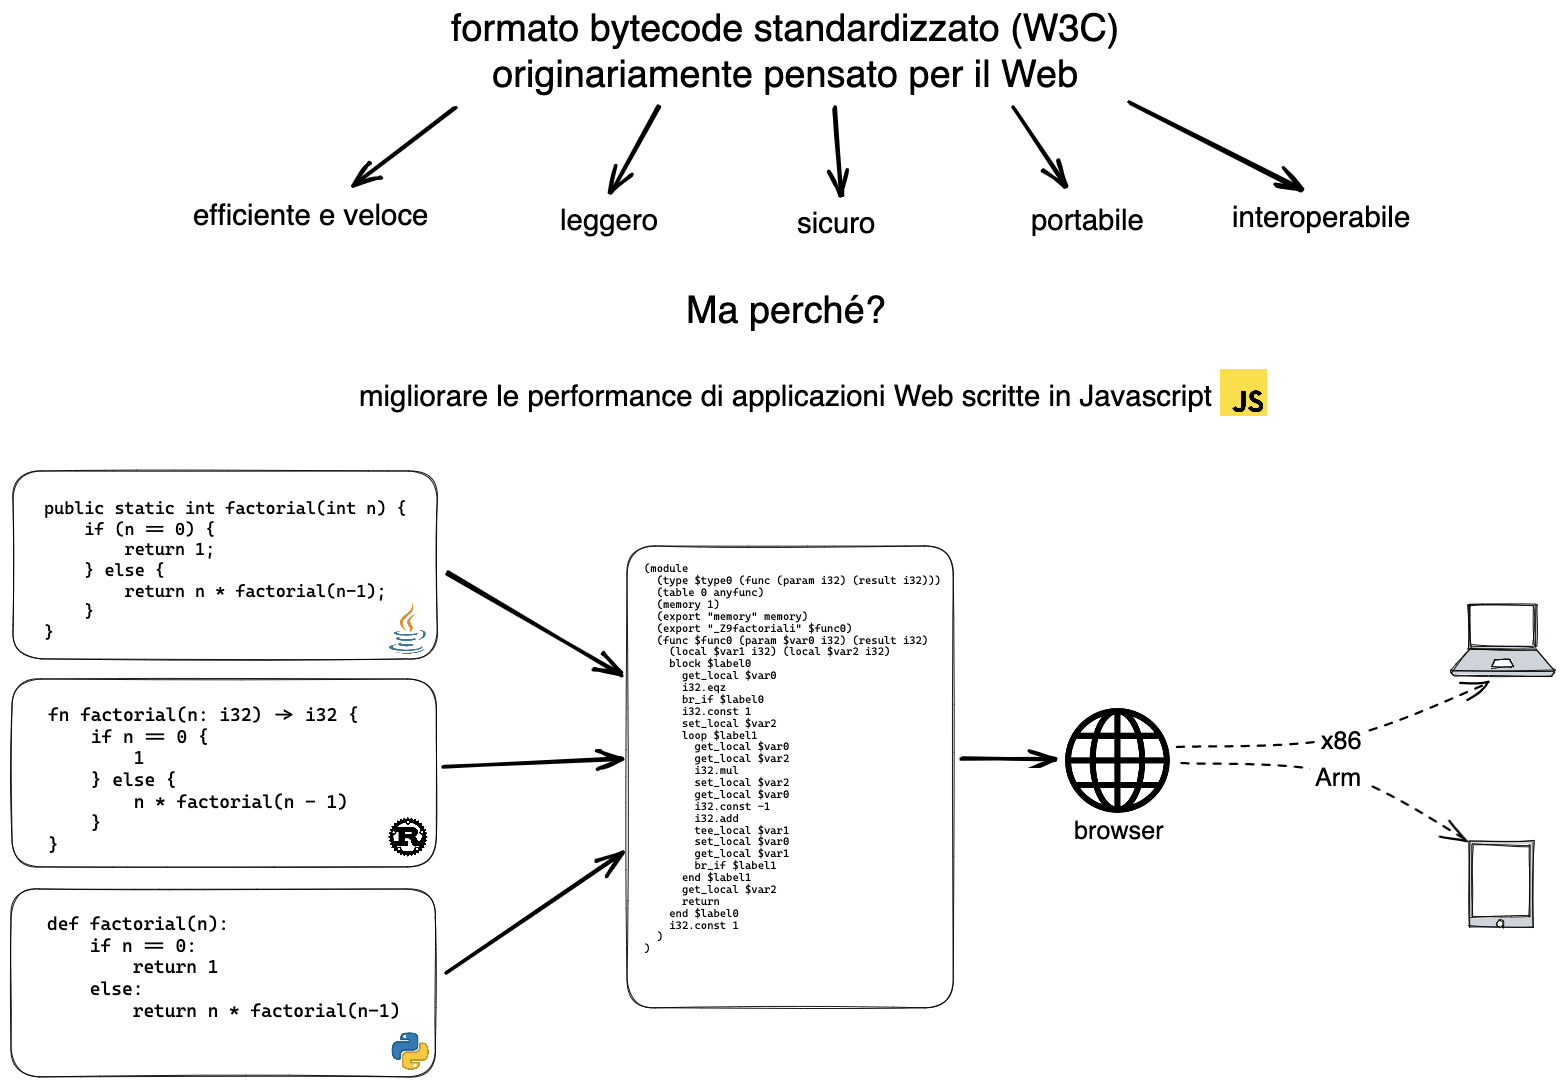 formato bytecode standardizzato (W3C)
originariamente pensato per il Web
efficiente e veloce
leggero
sicuro
portabile
interoperabile
Ma perché?
migliorare le performance di applicazioni Web scritte in Javascript
JS
public static int factorial(int n) {
    if (n == 0) {
        return 1;
    } else {
        return n * factorial(n-1);
    }
}
fn factorial(n: i32) -> i32 {
    if n == 0 {
        1
    } else {
        n * factorial(n - 1)
    }
}
R
def factorial(n):
    if n == 0:
        return 1
    else:
        return n * factorial(n-1)
(module
  (type $type0 (func (param i32) (result i32)))
  (table 0 anyfunc)
  (memory 1)
  (export "memory" memory)
  (export "_Z9factoriali" $func0)
  (func $func0 (param $var0 i32) (result i32)
    (local $var1 i32) (local $var2 i32)
    block $label0
      get_local $var0
      i32.eqz
      br_if $label0
      i32.const 1
      set_local $var2
      loop $label1
        get_local $var0
        get_local $var2
        i32.mul
        set_local $var2
        get_local $var0
        i32.const -1
        i32.add
        tee_local $var1
        set_local $var0
        get_local $var1
        br_if $label1
      end $label1
      get_local $var2
      return
    end $label0
    i32.const 1
  )
)
browser
x86
Arm